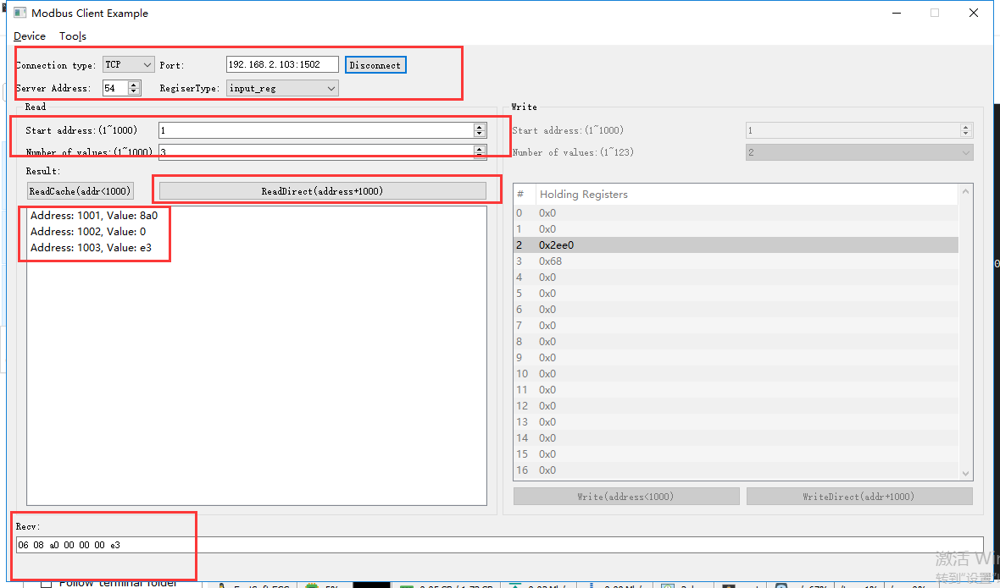 Modbus Client Example
Device Tools
Connection type: TCP Port: 192.168.2.103:1502 Disconnect
Server Address: 54 RegiserType: input_reg
Read
Start address:(1~1000) 1
Number of values:(1~1000) 3
Result:
ReadCache(addr<1000) ReadDirect(address+1000)
Address: 1001, Value: 8a0
Address: 1002, Value: 0
Address: 1003, Value: e3
Write
Start address:(1~1000) 1
Number of values:(1~123) 2
# Holding Registers
0 0x0
1 0x0
2 0x2ee0
3 0x68
4 0x0
5 0x0
6 0x0
7 0x0
8 0x0
9 0x0
10 0x0
11 0x0
12 0x0
13 0x0
14 0x0
15 0x0
16 0x0
Write(address<1000) WriteDirect(addr+1000)
Recv:
06 08 a0 00 00 00 e3
激活 Win
转到"设置"
Follow terminal folder